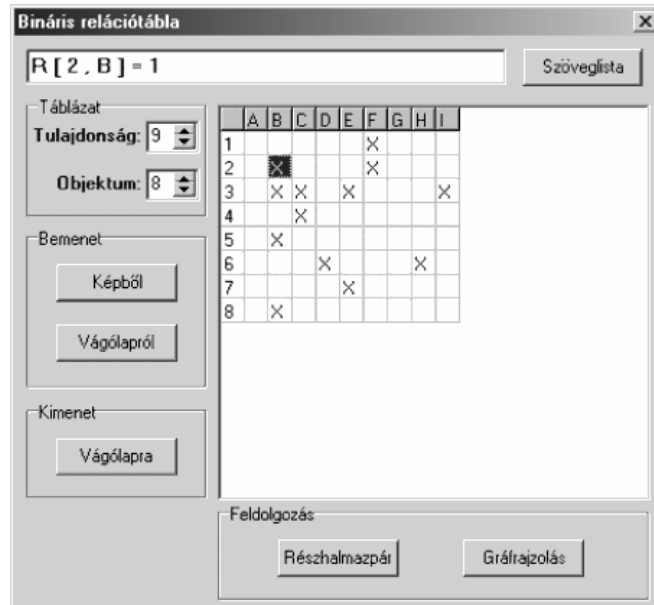 Bináris relációtábla
R [ 2 , B ] = 1
Szöveglista
Táblázat
Tulajdonság: 9
Objektum: 8
Bemenet
Képből
Vágólapról
Kimenet
Vágólapra
A B C D E F G H I
1 X
2 X X
3 X X X X
4 X
5 X
6 X X
7 X
8 X
Feldolgozás
Részhalmazpár
Gráfrajzolás